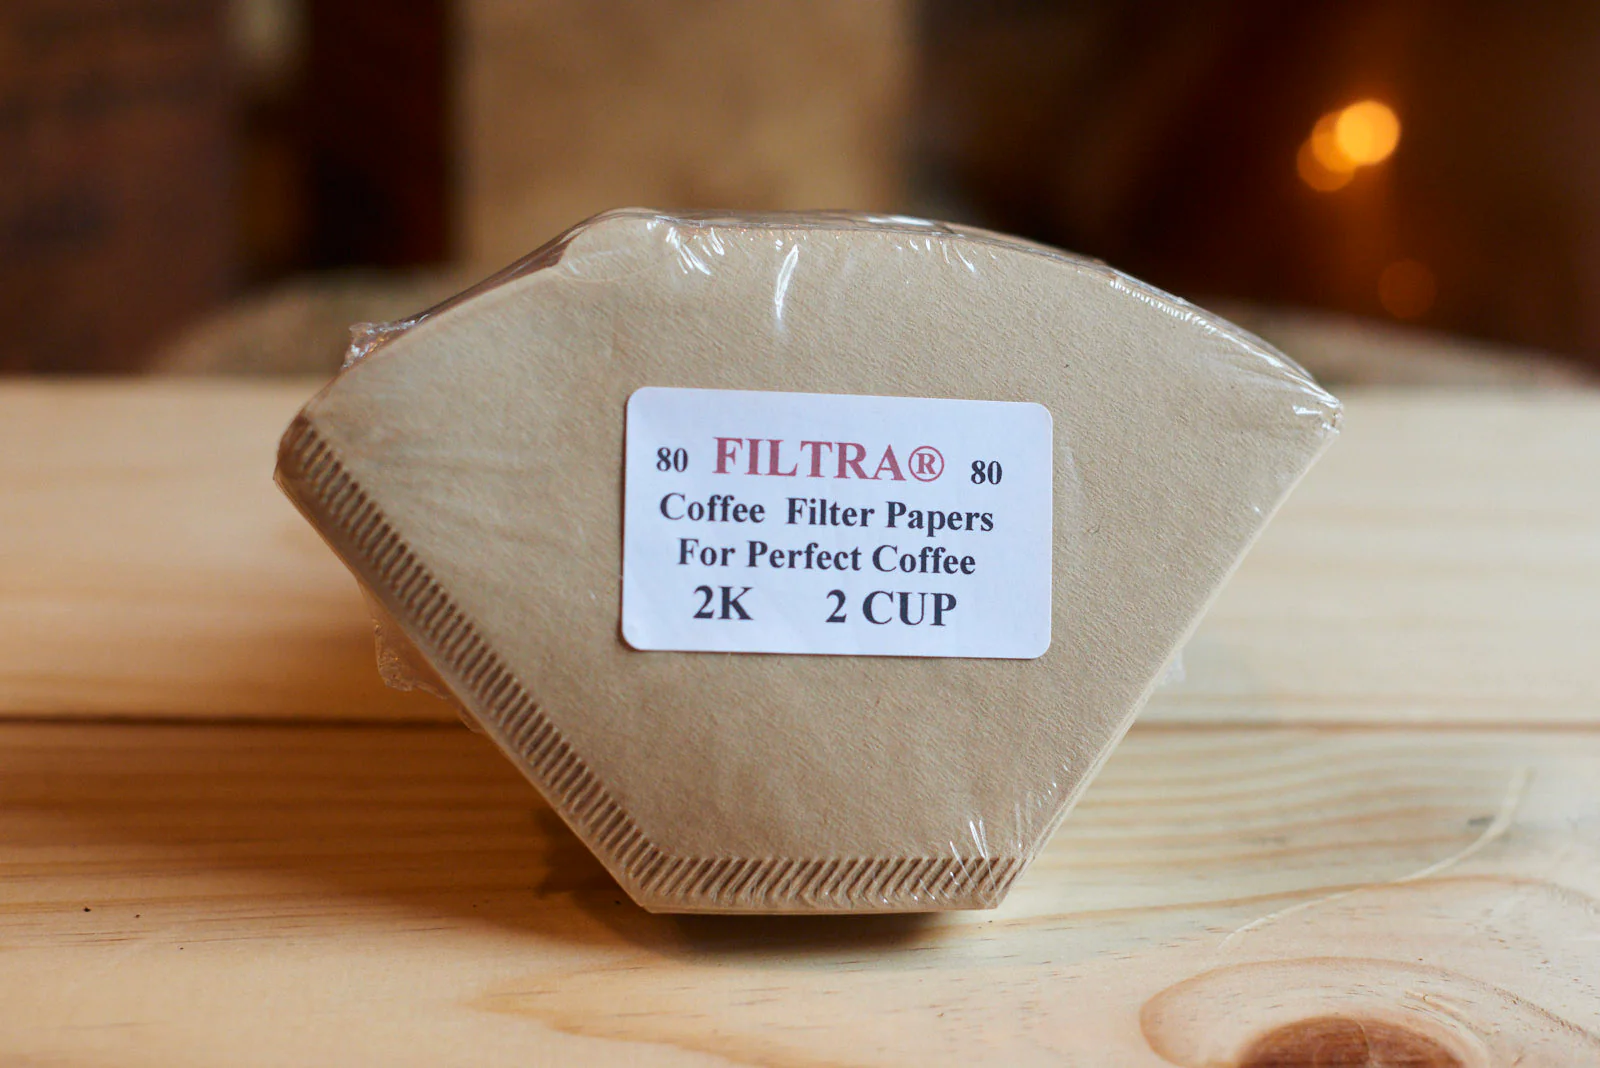 80 FILTRA® 80
Coffee Filter Papers
For Perfect Coffee
2K 2 CUP